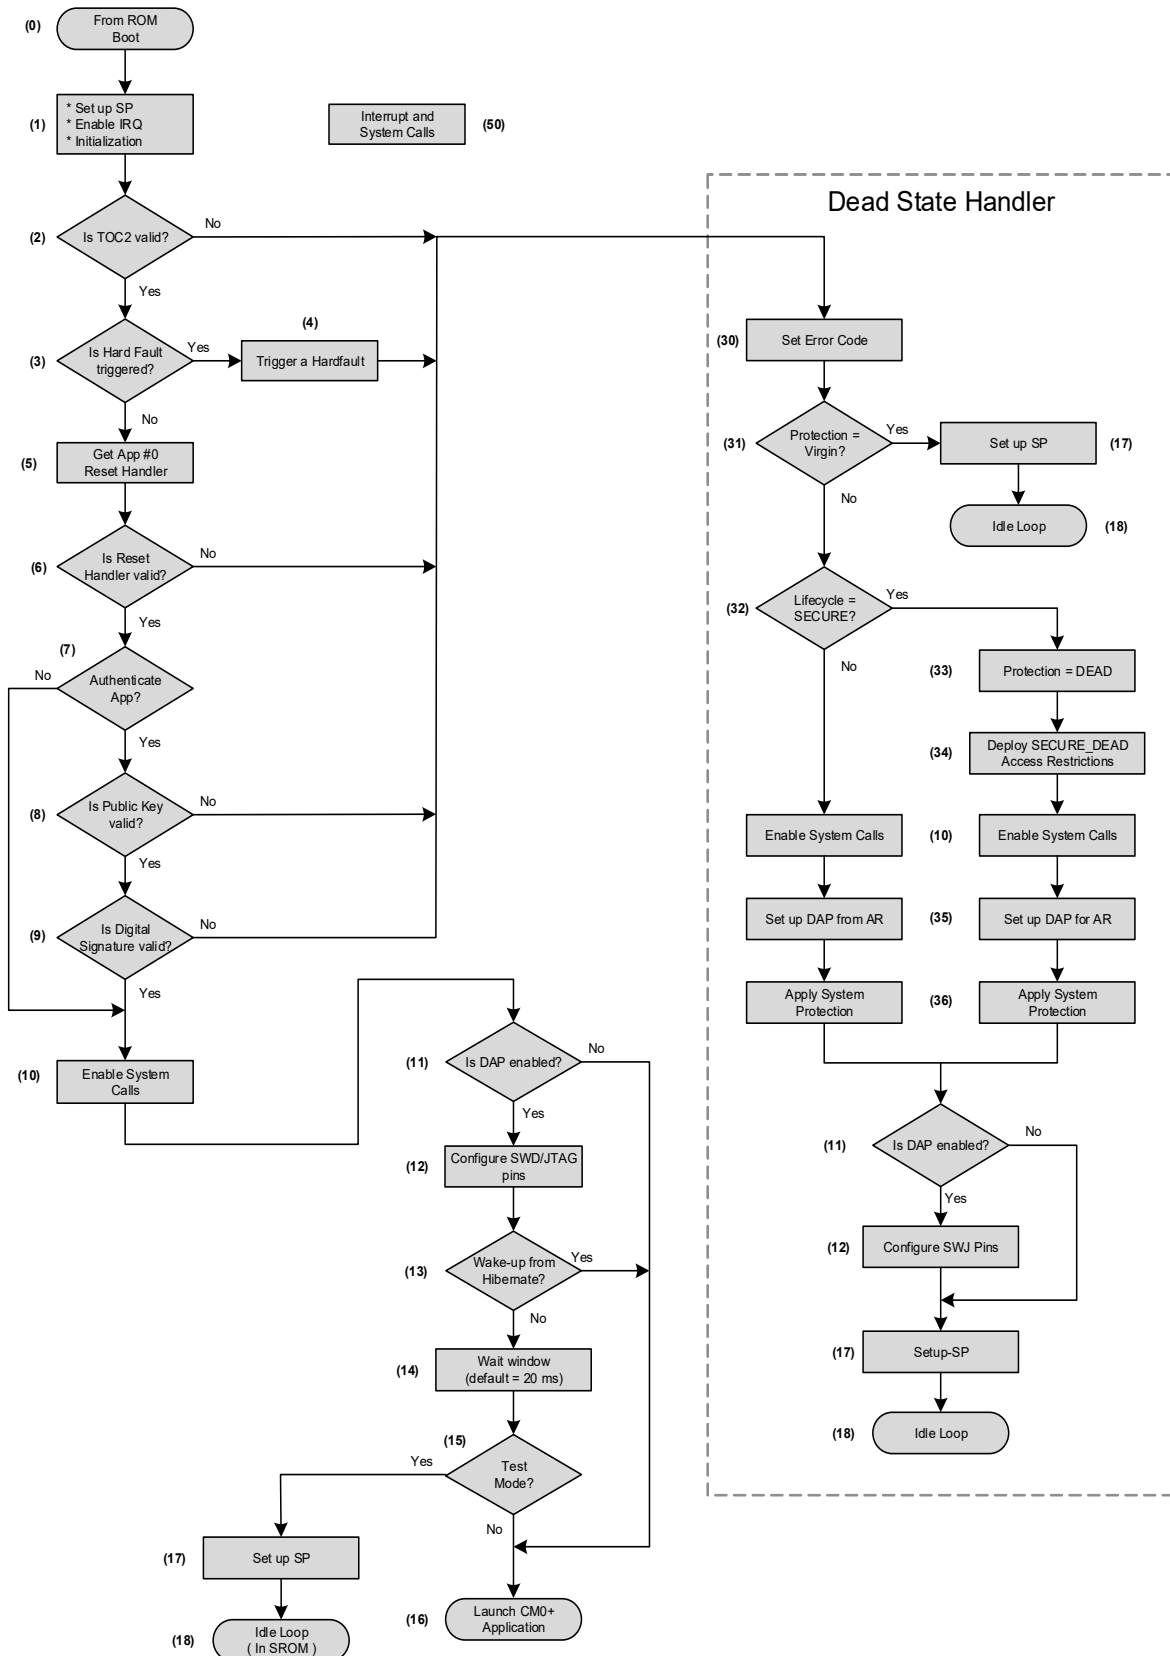 (0)
From ROM
Boot
(1)
* Set up SP
* Enable IRQ
* Initialization
Interrupt and
System Calls
(50)
Dead State Handler
(2)
Is TOC2 valid?
No
Yes
(3)
Is Hard Fault
triggered?
Yes
(4)
Trigger a Hardfault
No
(5)
Get App #0
Reset Handler
(6)
Is Reset
Handler valid?
No
Yes
(7)
No
Authenticate
App?
Yes
(8)
Is Public Key
valid?
No
Yes
(9)
Is Digital
Signature valid?
No
Yes
(10)
Enable System
Calls
(11)
Is DAP enabled?
No
Yes
(12)
Configure SWD/JTAG
pins
(13)
Wake-up from
Hibernate?
Yes
No
(14)
Wait window
(default = 20 ms)
(15)
Yes
Test
Mode?
No
(17)
Set up SP
(18)
Idle Loop
( In SROM )
(16)
Launch CM0+
Application
(30)
Set Error Code
(31)
Protection =
Virgin?
Yes
Set up SP
(17)
Idle Loop
(18)
No
(32)
Lifecycle =
SECURE?
Yes
No
(33)
Protection = DEAD
(34)
Deploy SECURE_DEAD
Access Restrictions
Enable System Calls
(10)
Enable System Calls
Set up DAP from AR
(35)
Set up DAP for AR
Apply System
Protection
(36)
Apply System
Protection
(11)
Is DAP enabled?
No
Yes
(12)
Configure SWJ Pins
(17)
Setup-SP
(18)
Idle Loop